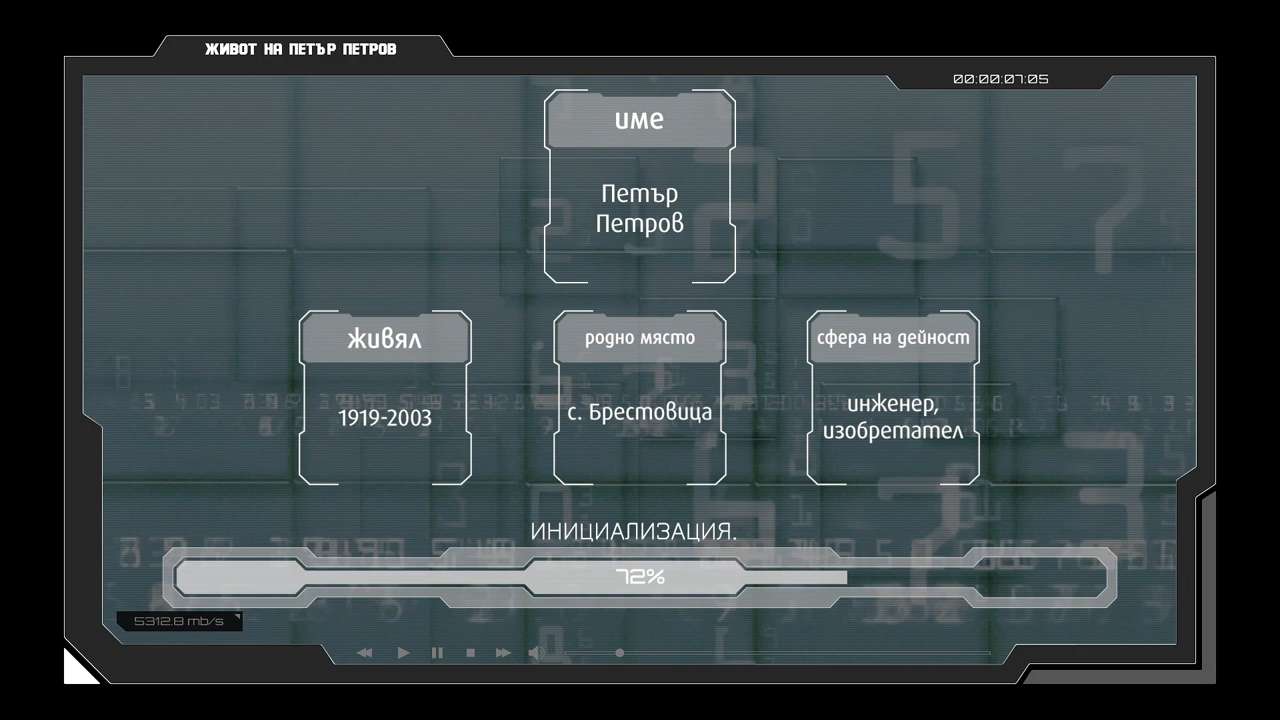 ЖИВОТ НА ПЕТЪР ПЕТРОВ
00:00:07:05
име
Петър
Петров
живял
1919-2003
родно място
с. Брестовица
сфера на дейност
инженер,
изобретател
ИНИЦИАЛИЗАЦИЯ.
72%
5312.8 mb/s